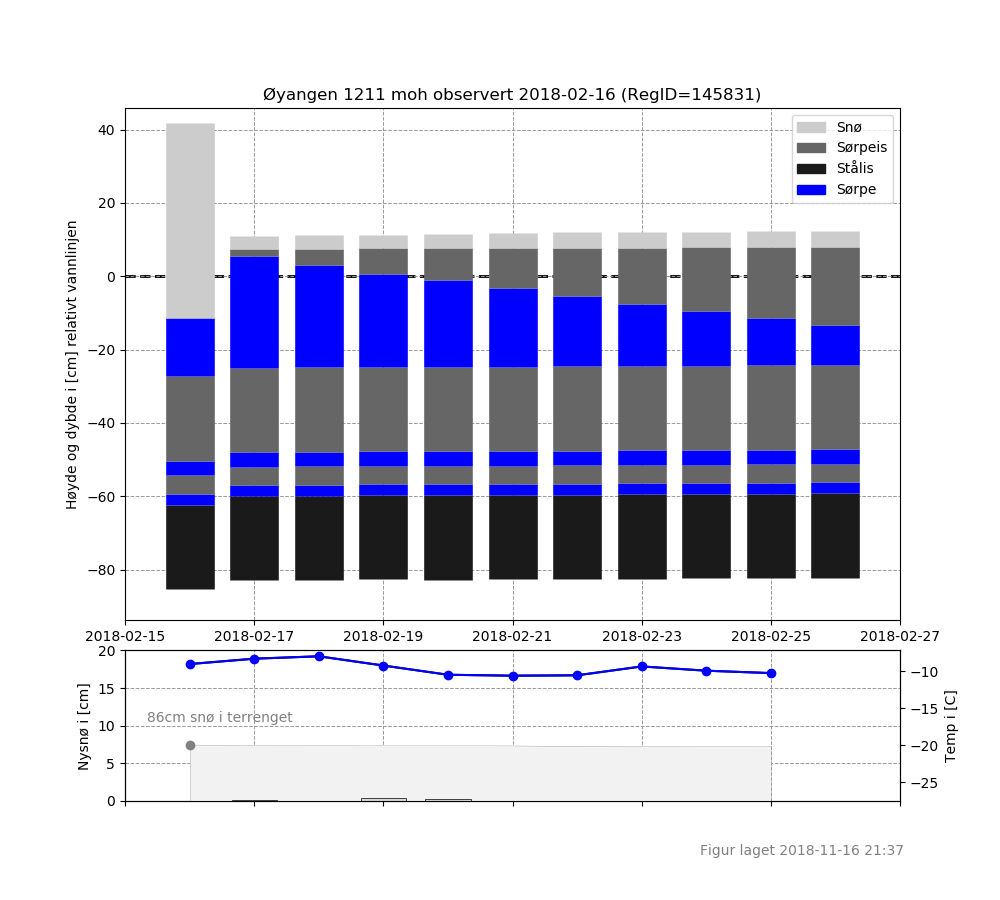 Øyangen 1211 moh observert 2018-02-16 (RegID=145831)
Snø
Sørpeis
Stålis
Sørpe
Høyde og dybde i [cm] relativt vannlinjen
40
20
0
−20
−40
−60
−80
2018-02-15 2018-02-17 2018-02-19 2018-02-21 2018-02-23 2018-02-25 2018-02-27
Nysnø i [cm]
20
15
10
5
0
86cm snø i terrenget
−10
−15
−20
−25
Temp i [C]
Figur laget 2018-11-16 21:37